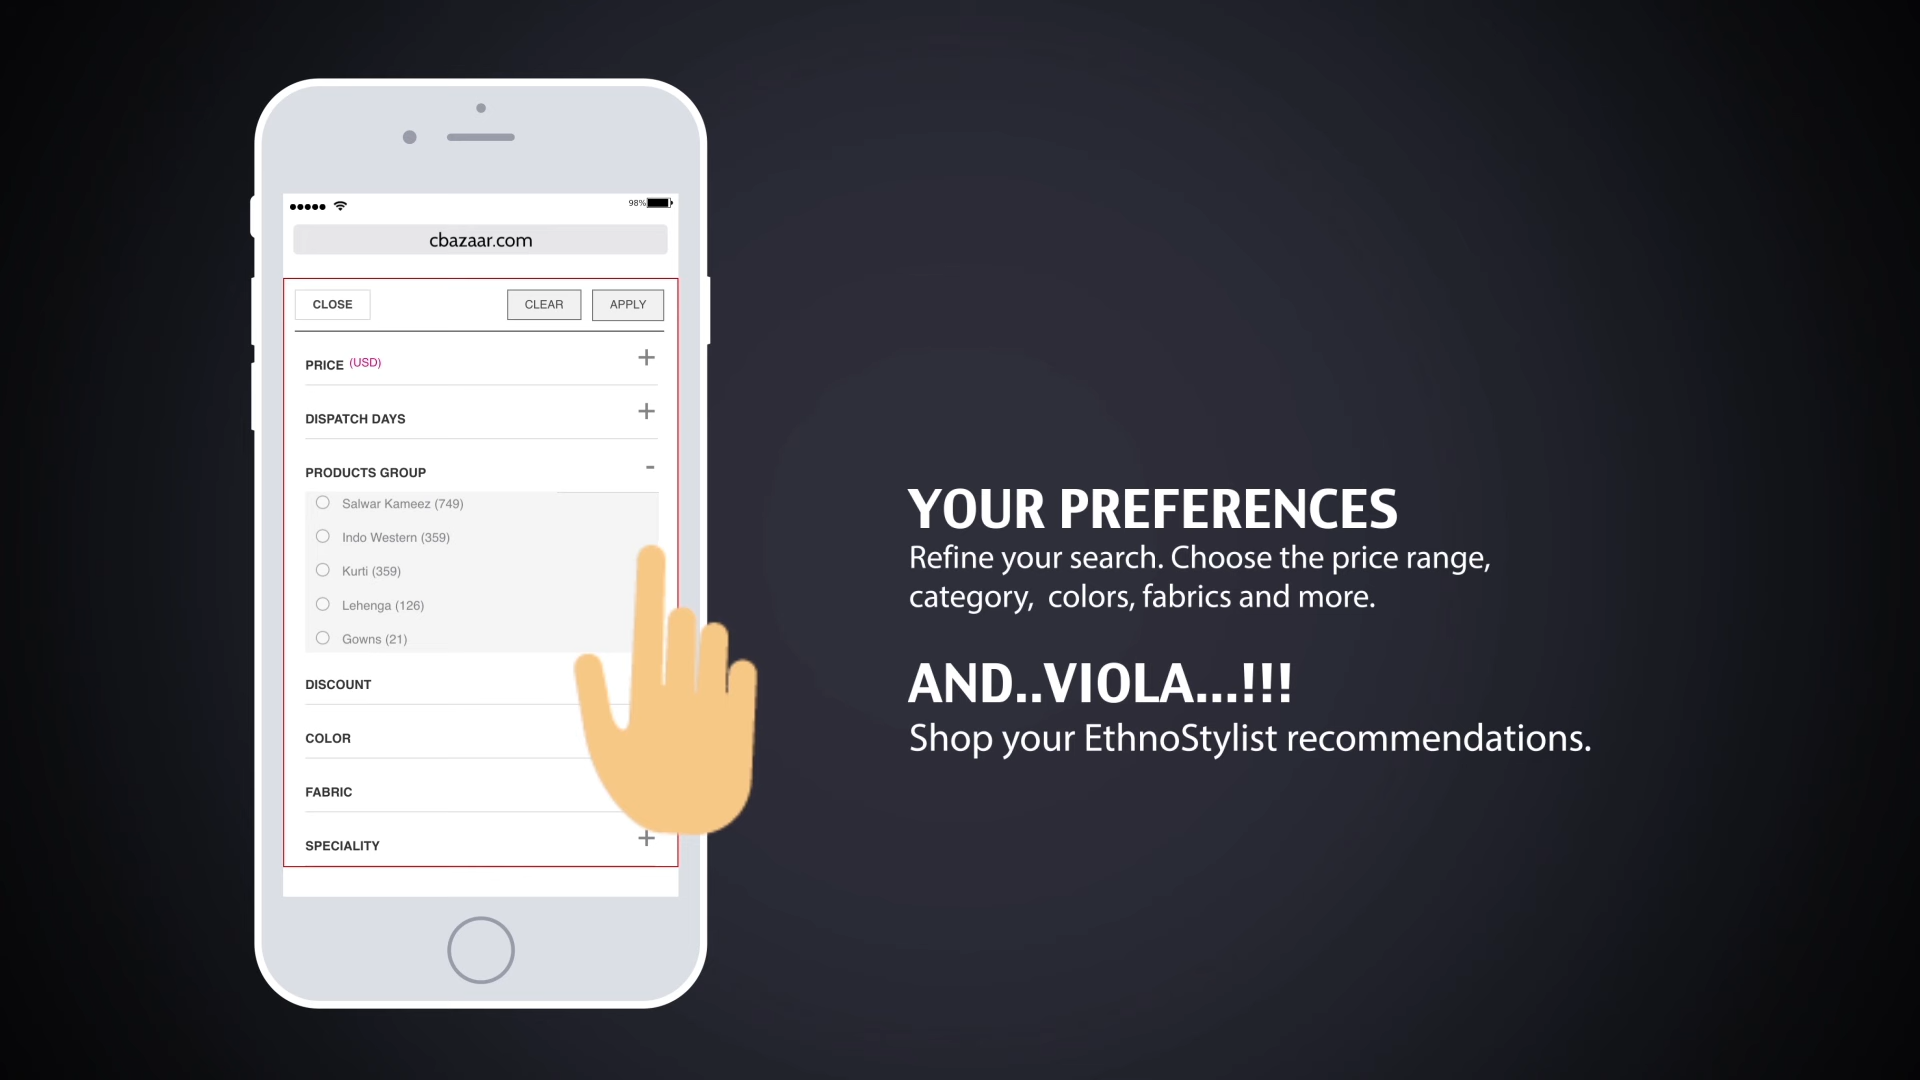 98%
cbazaar.com
CLOSE CLEAR APPLY
PRICE (USD) +
DISPATCH DAYS +
PRODUCTS GROUP -
Salwar Kameez (749)
Indo Western (359)
Kurti (359)
Lehenga (126)
Gowns (21)
DISCOUNT
COLOR
FABRIC
SPECIALITY +
YOUR PREFERENCES
Refine your search. Choose the price range,
category,  colors, fabrics and more.
AND..VIOLA...!!!
Shop your EthnoStylist recommendations.